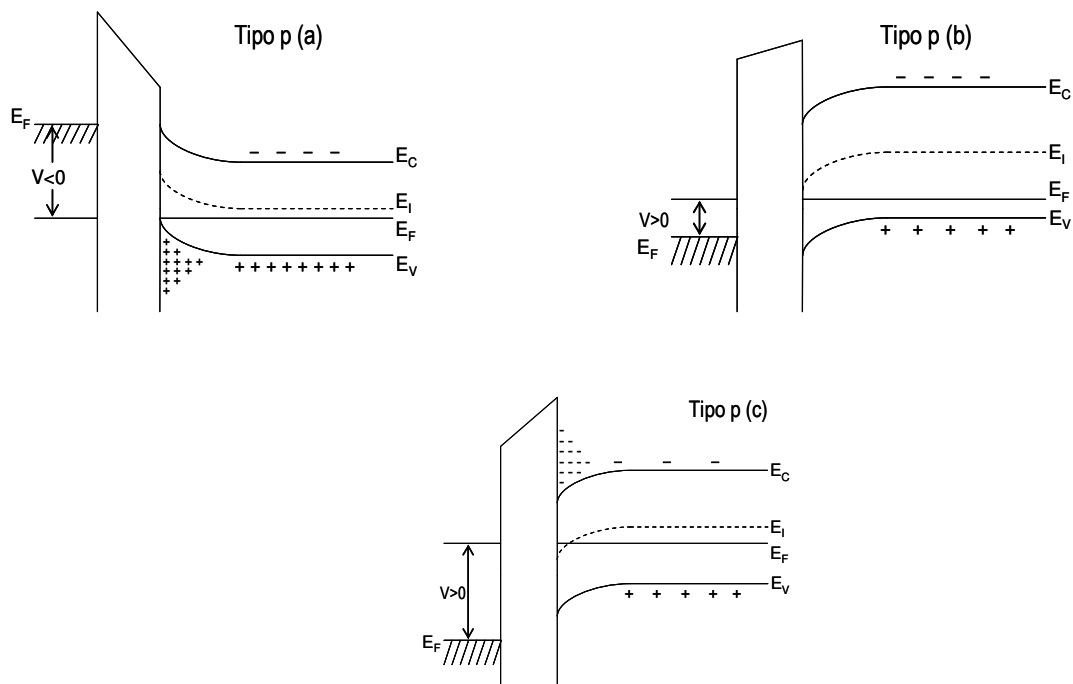 Tipo p (a)
E_F
V<0
E_C
E_I
E_F
E_V
Tipo p (b)
E_C
E_I
E_F
E_V
V>0
E_F
Tipo p (c)
E_C
E_I
E_F
E_V
V>0
E_F